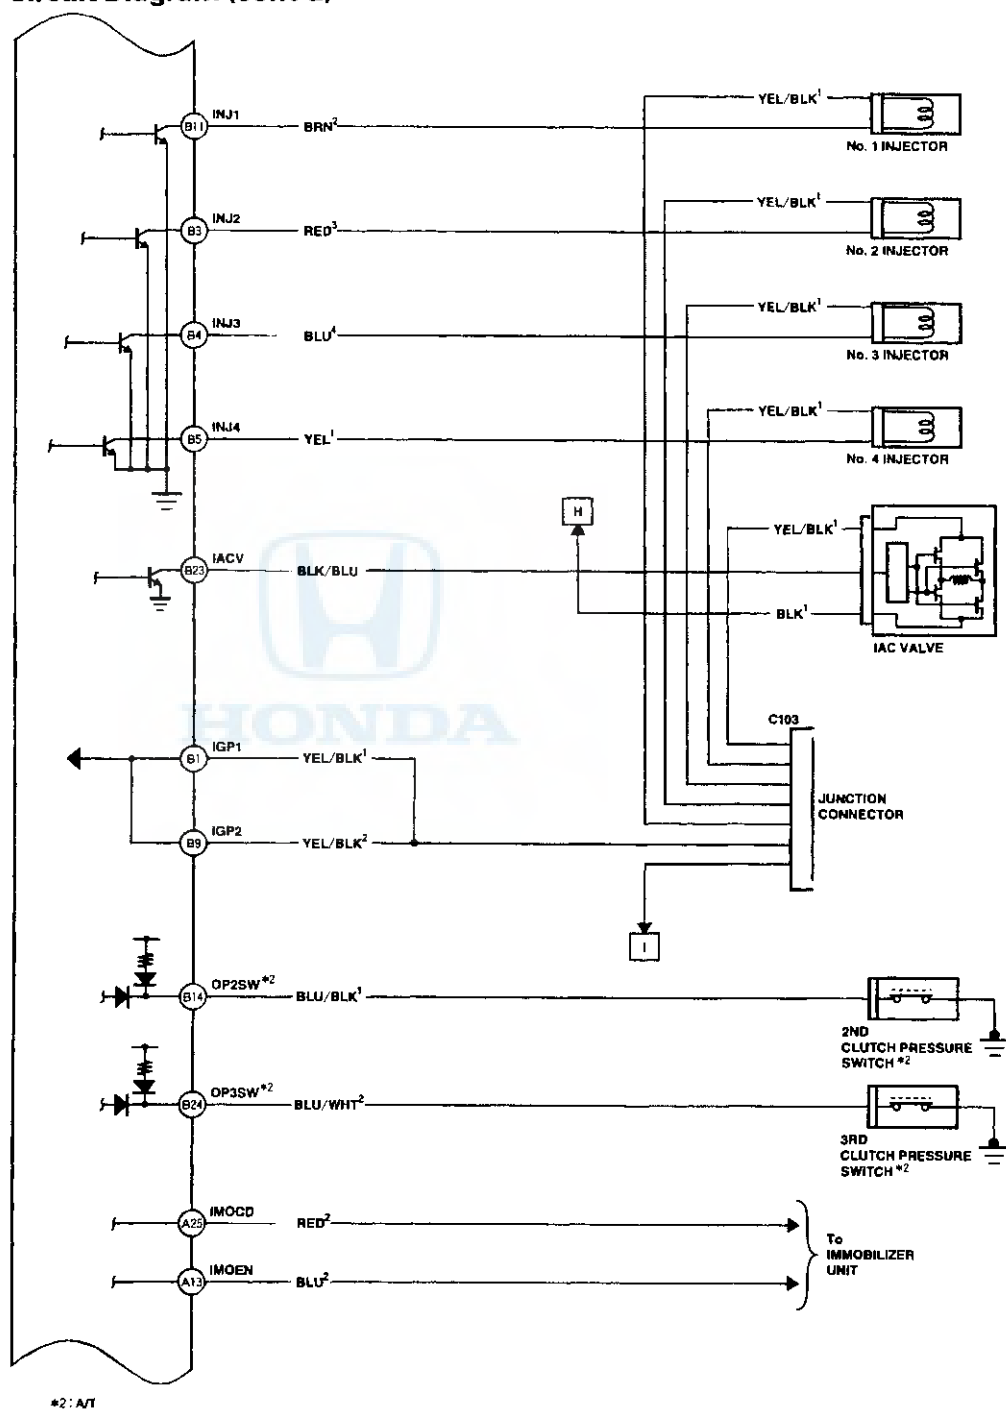 INJ1
B11
BRN²
YEL/BLK¹
No. 1 INJECTOR
INJ2
B3
RED³
YEL/BLK¹
No. 2 INJECTOR
INJ3
B4
BLU⁴
YEL/BLK¹
No. 3 INJECTOR
INJ4
B5
YEL¹
YEL/BLK¹
No. 4 INJECTOR
H
YEL/BLK¹
IACV
B23
BLK/BLU
BLK¹
IAC VALVE
HONDA
C103
IGP1
B1
YEL/BLK¹
JUNCTION
CONNECTOR
IGP2
B9
YEL/BLK²
I
OP2SW*2
B14
BLU/BLK¹
2ND
CLUTCH PRESSURE
SWITCH *2
OP3SW*2
B24
BLU/WHT²
3RD
CLUTCH PRESSURE
SWITCH *2
IMOCD
A25
RED²
To
IMMOBILIZER
UNIT
IMOEN
A13
BLU²
*2 : A/T